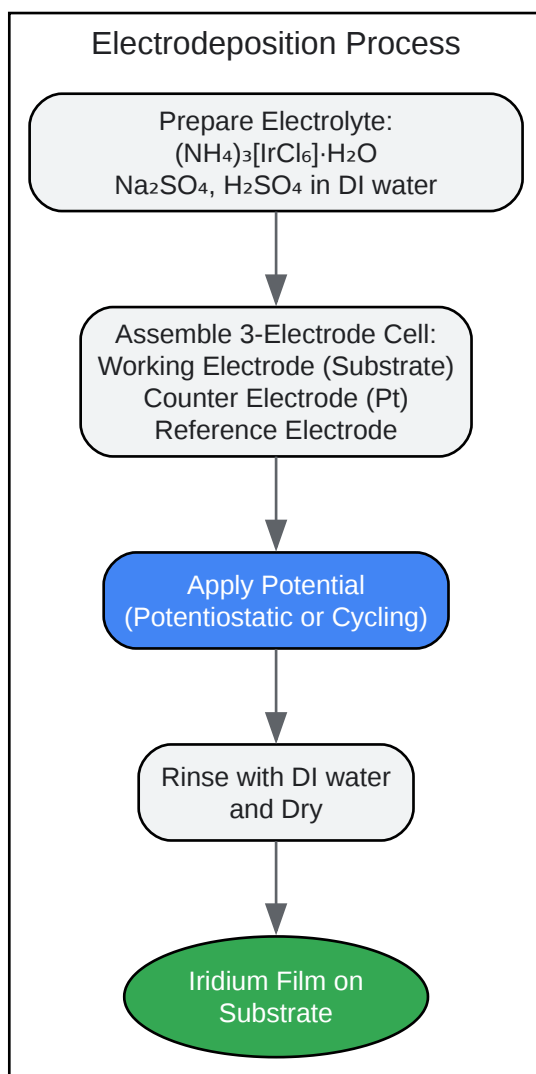 Electrodeposition Process
Prepare Electrolyte:
(NH₄)₃[IrCl₆]·H₂O
Na₂SO₄, H₂SO₄ in DI water
Assemble 3-Electrode Cell:
Working Electrode (Substrate)
Counter Electrode (Pt)
Reference Electrode
Apply Potential
(Potentiostatic or Cycling)
Rinse with DI water
and Dry
Iridium Film on
Substrate